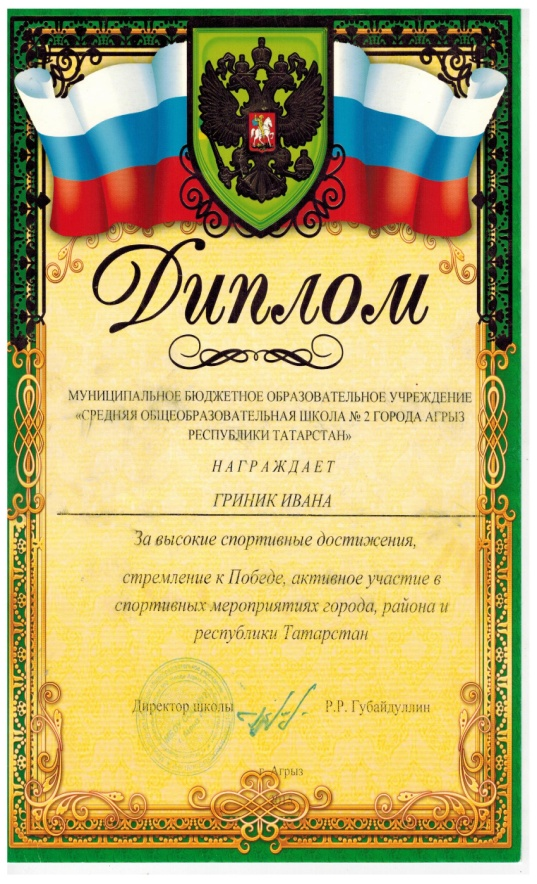 Диплом
МУНИЦИПАЛЬНОЕ БЮДЖЕТНОЕ ОБРАЗОВАТЕЛЬНОЕ УЧРЕЖДЕНИЕ
«СРЕДНЯЯ ОБЩЕОБРАЗОВАТЕЛЬНАЯ ШКОЛА № 2 ГОРОДА АГРЫЗ
РЕСПУБЛИКИ ТАТАРСТАН»
НАГРАЖДАЕТ
ГРИНИК ИВАНА
За высокие спортивные достижения,
стремление к Победе, активное участие в
спортивных мероприятиях города, района и
республики Татарстан
Директор школы Р.Р. Губайдуллин
г. Агрыз